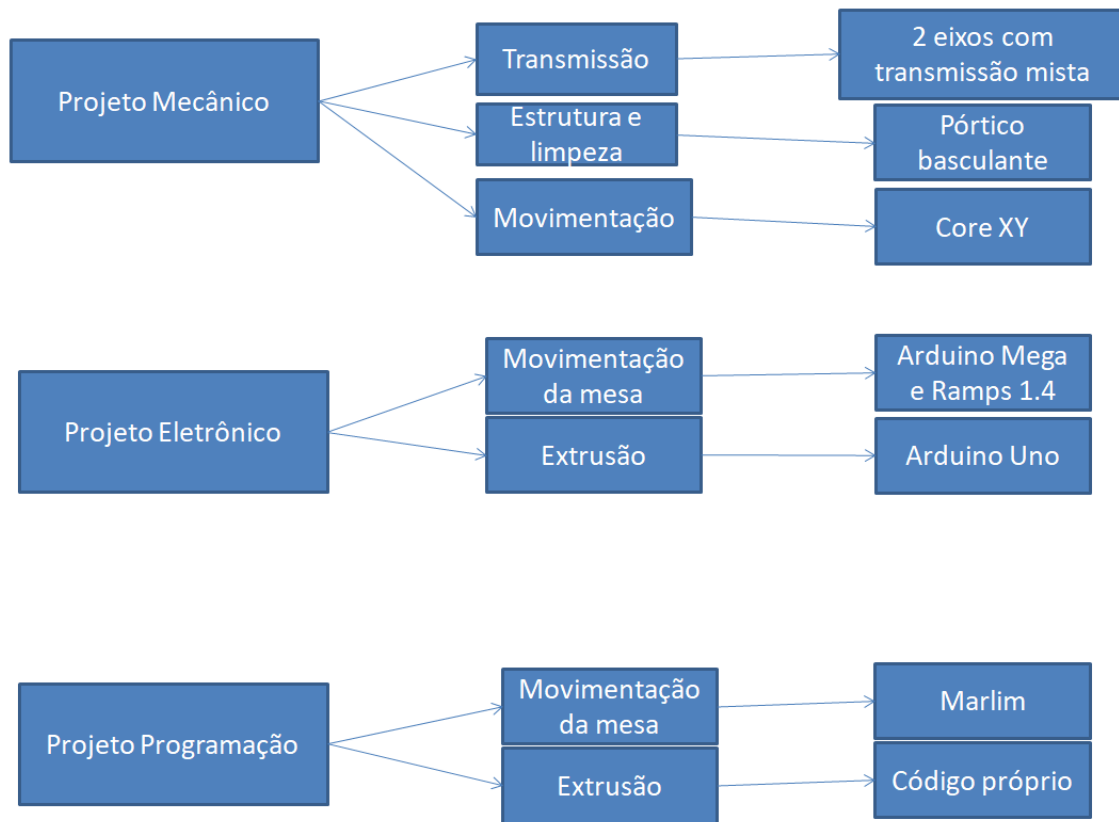 Projeto Mecânico
Transmissão
2 eixos com
transmissão mista
Estrutura e
limpeza
Pórtico
basculante
Movimentação
Core XY
Projeto Eletrônico
Movimentação
da mesa
Arduino Mega
e Ramps 1.4
Extrusão
Arduino Uno
Projeto Programação
Movimentação
da mesa
Marlim
Extrusão
Código próprio